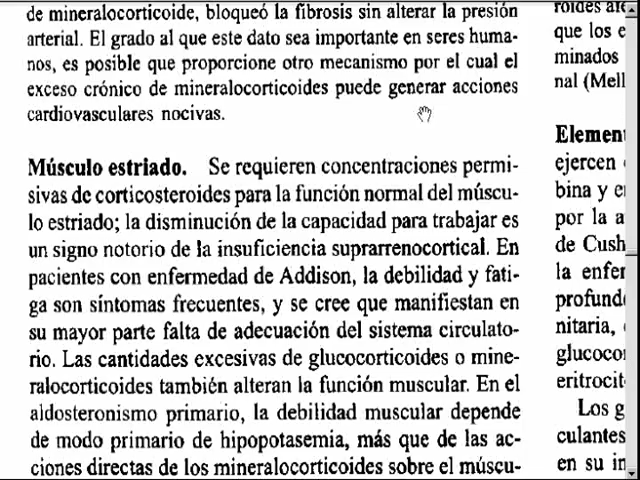 de mineralocorticoide, bloqueó la fibrosis sin alterar la presión
arterial. El grado al que este dato sea importante en seres huma-
nos, es posible que proporcione otro mecanismo por el cual el
exceso crónico de mineralocorticoides puede generar acciones
cardiovasculares nocivas.
Músculo estriado. Se requieren concentraciones permi-
sivas de corticosteroides para la función normal del múscu-
lo estriado; la disminución de la capacidad para trabajar es
un signo notorio de la insuficiencia suprarrenocortical. En
pacientes con enfermedad de Addison, la debilidad y fati-
ga son síntomas frecuentes, y se cree que manifiestan en
su mayor parte falta de adecuación del sistema circulato-
rio. Las cantidades excesivas de glucocorticoides o mine-
ralocorticoides también alteran la función muscular. En el
aldosteronismo primario, la debilidad muscular depende
de modo primario de hipopotasemia, más que de las ac-
ciones directas de los mineralocorticoides sobre el múscu-
que los e
minados
nal (Mell
Element
ejercen
bina y e
por la a
de Cush
la enfer
profund
nitaria,
glucoco
eritrocit
Los g
culantes
en su in